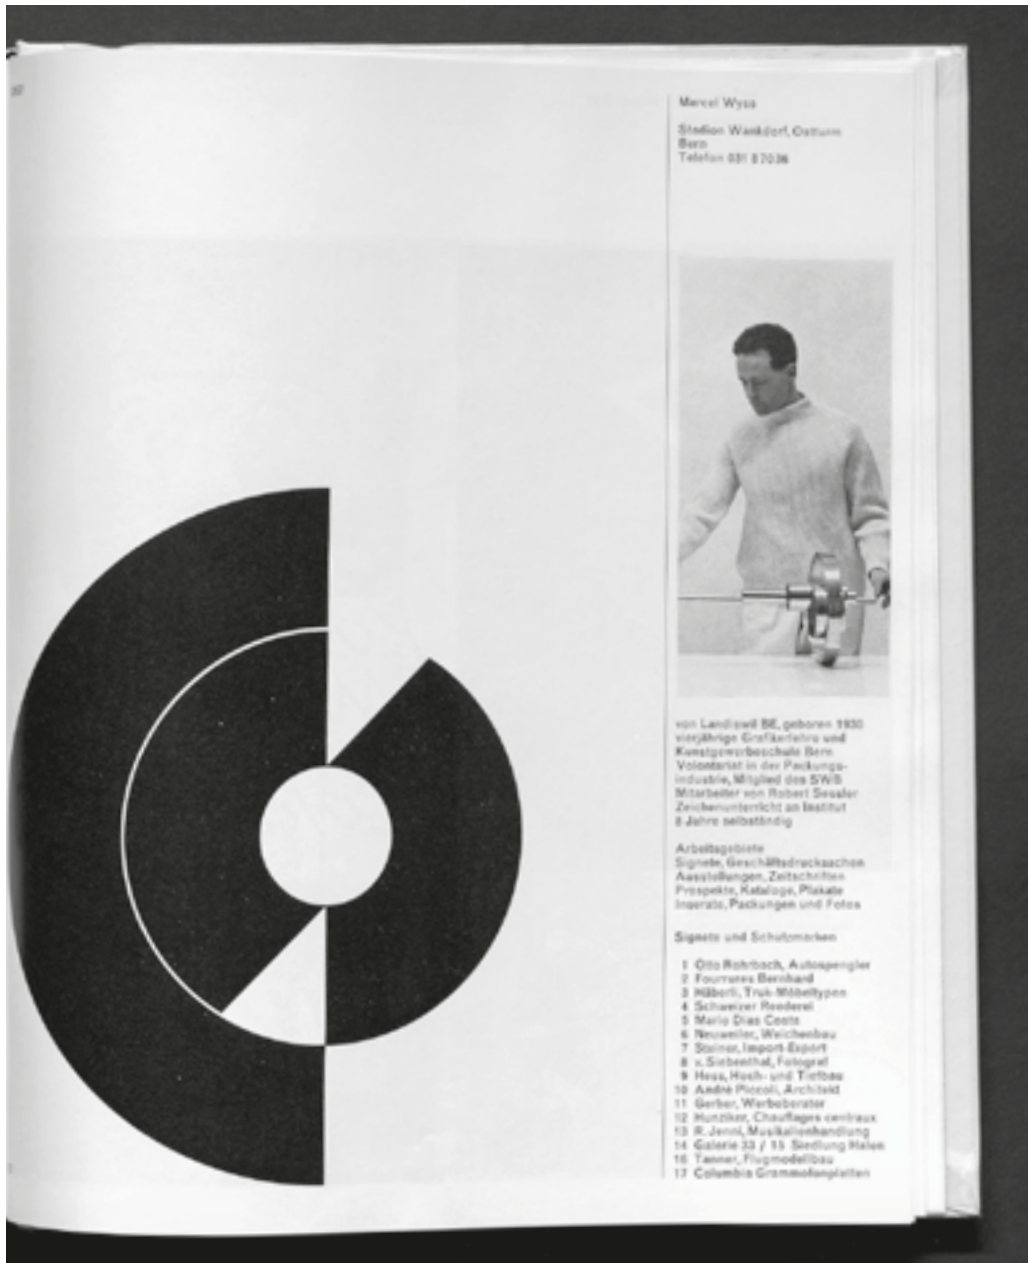 Marcel Wyss
Stadion Wankdorf, Ostturm
Bern
Telefon 031 8 70 36
von Landiswil BE, geboren 1930
vierjährige Grafikerlehre und
Kunstgewerbeschule Bern
Volontariat in der Packungs-
industrie, Mitglied des SWB
Mitarbeiter von Robert Sessler
Zeichenunterricht an Institut
8 Jahre selbständig
Arbeitsgebiete
Signete, Geschäftsdrucksachen
Ausstellungen, Zeitschriften
Prospekte, Kataloge, Plakate
Inserate, Packungen und Fotos
Signete und Schutzmarken
1 Otto Rohrbach, Autospengler
2 Fourrures Bernhard
3 Häberli, Truk-Möbeltypen
4 Schweizer Reederei
5 Mario Dias Costa
6 Neuweiler, Weichenbau
7 Steiner, Import-Export
8 v. Siebenthal, Fotograf
9 Hess, Hoch- und Tiefbau
10 André Piccoli, Architekt
11 Gerber, Werbeberater
12 Hunziker, Chauffages centraux
13 R. Jenni, Musikalienhandlung
14 Galerie 33 / 15 Siedlung Halen
16 Tanner, Flugmodellbau
17 Columbia Grammofonplatten